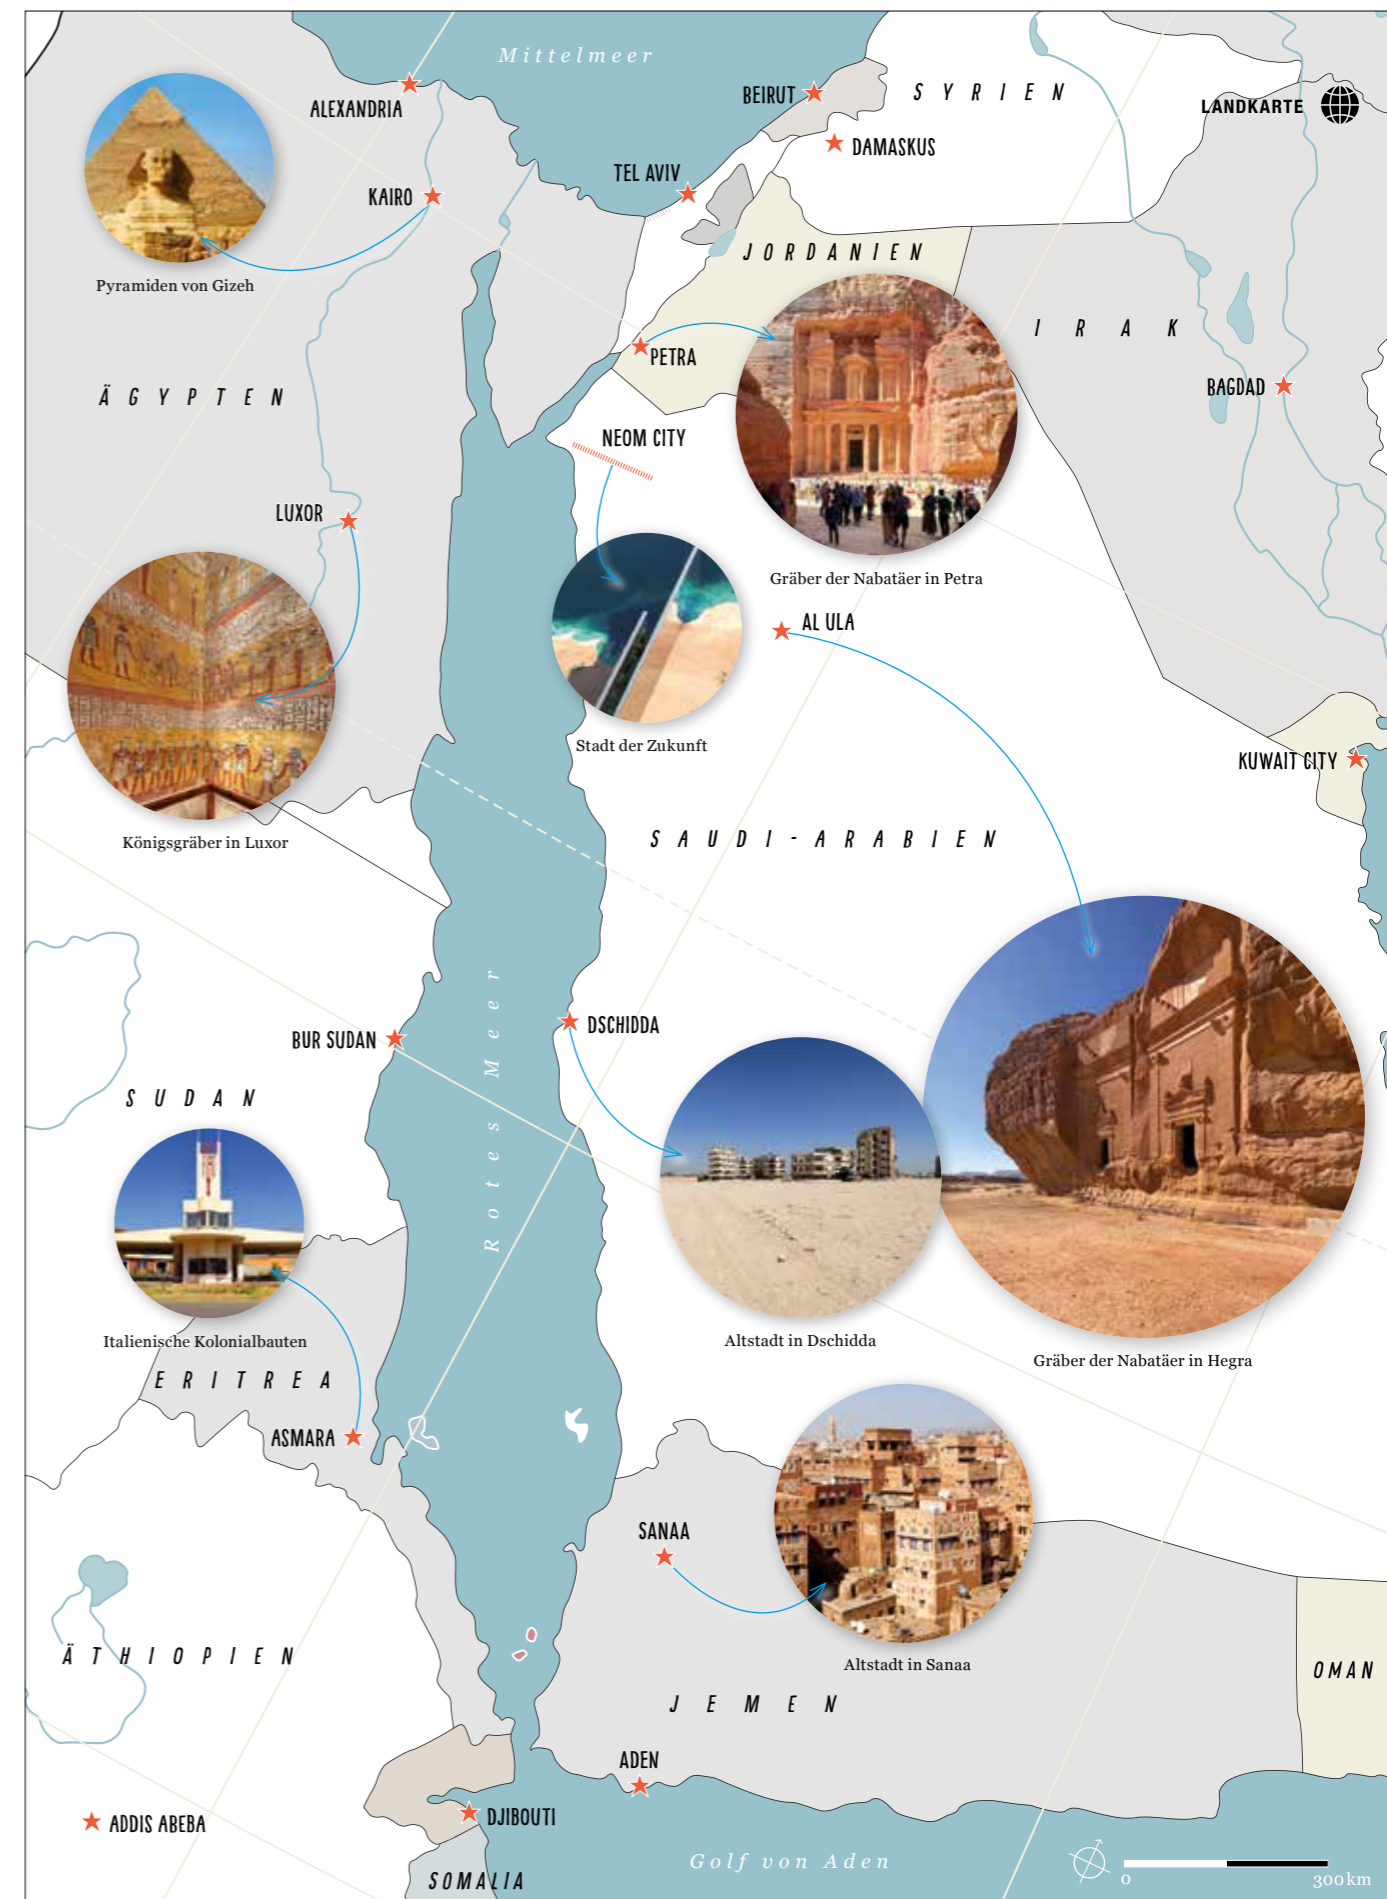 Mittelmeer
ALEXANDRIA
BEIRUT
SYRIEN
LANDKARTE
DAMASKUS
TEL AVIV
KAIRO
JORDANIEN
Pyramiden von Gizeh
IRAK
PETRA
ÄGYPTEN
BAGDAD
NEOM CITY
LUXOR
Gräber der Nabatäer in Petra
AL ULA
Stadt der Zukunft
KUWAIT CITY
Königsgräber in Luxor
SAUDI-ARABIEN
Rotes Meer
BUR SUDAN
DSCHIDDA
SUDAN
Italienische Kolonialbauten
Altstadt in Dschidda
Gräber der Nabatäer in Hegra
ERITREA
ASMARA
SANAA
ÄTHIOPIEN
Altstadt in Sanaa
OMAN
JEMEN
ADEN
ADDIS ABEBA
DJIBOUTI
Golf von Aden
SOMALIA
0 300 km